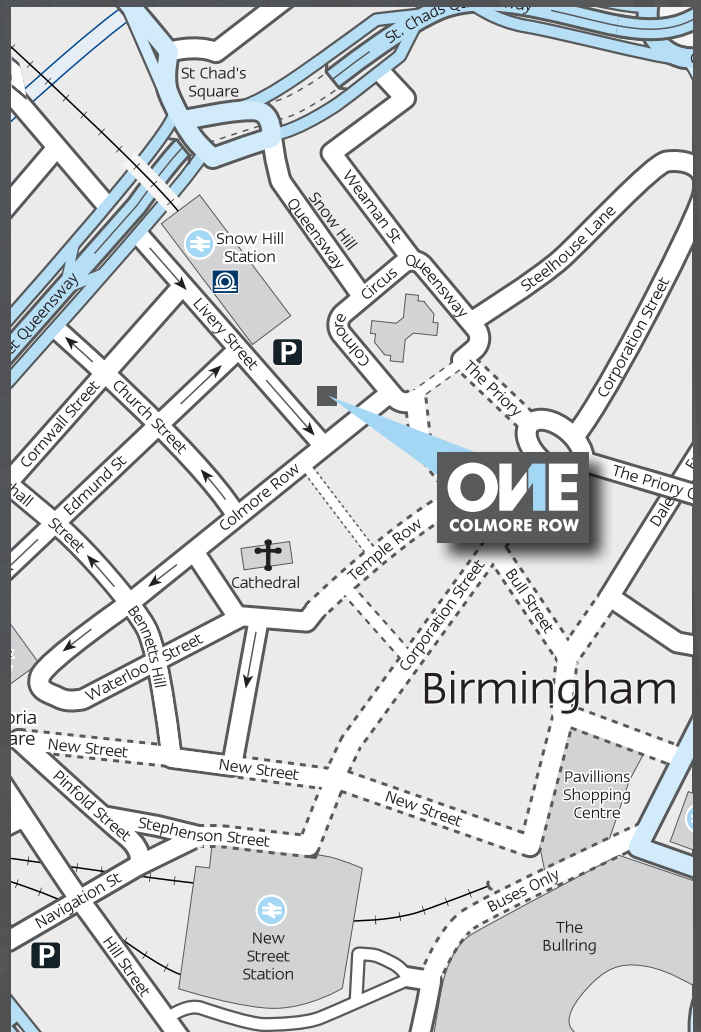 St. Chads Queensway
St Chad's
Square
Snow Hill
Queensway
Weaman St
Snow Hill
Station
Steelhouse Lane
Circus
Queensway
Colmore
Corporation Street
et Queensway
Livery Street
P
The Priory
Cornwall Street
Church Street
Edmund St
hall
Street
Colmore Row
ONE
COLMORE ROW
The Priory Q
Dale
Temple Row
Cathedral
Corporation Street
Bull Street
Bennetts Hill
Waterloo Street
Birmingham
oria
are
New Street
New Street
New Street
Pinfold Street
Stephenson Street
Pavillions
Shopping
Centre
Navigation St
Buses Only
New
Street
Station
The
Bullring
P
Hill Street